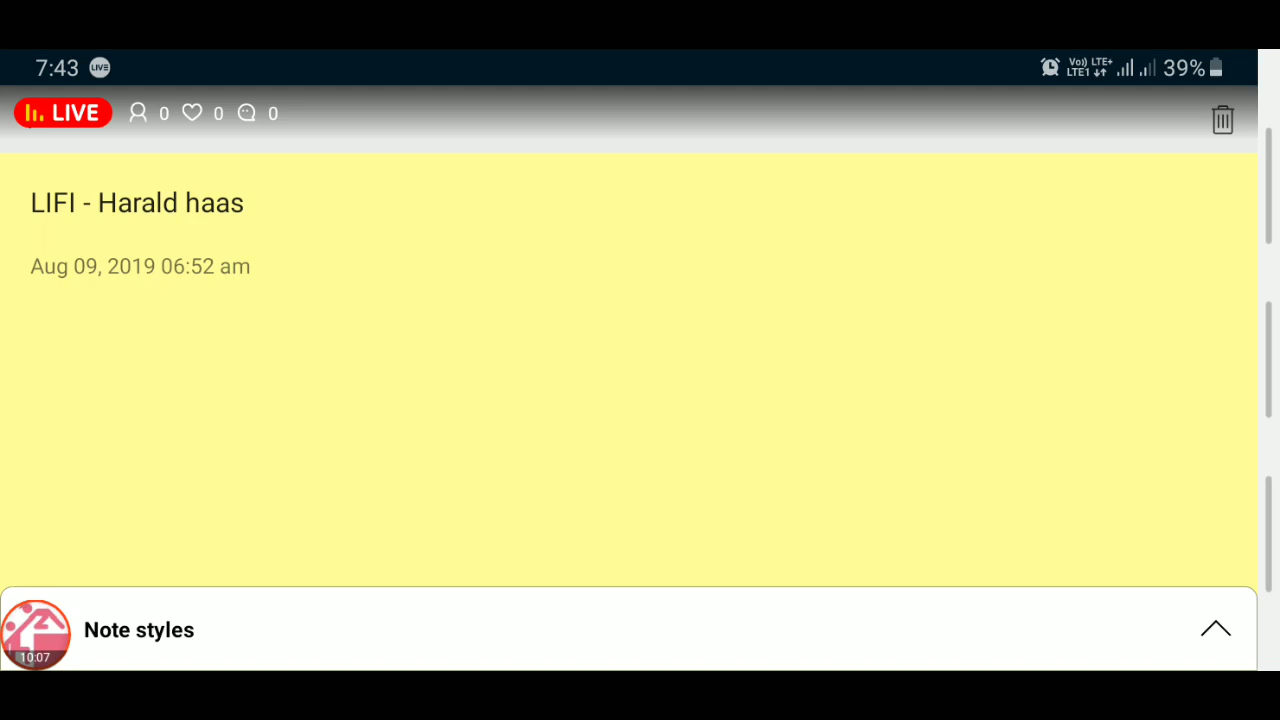 7:43 LIVE Vo) LTE+ LTE1 39%
LIVE 0 0 0
LIFI - Harald haas
Aug 09, 2019 06:52 am
Note styles
10:07